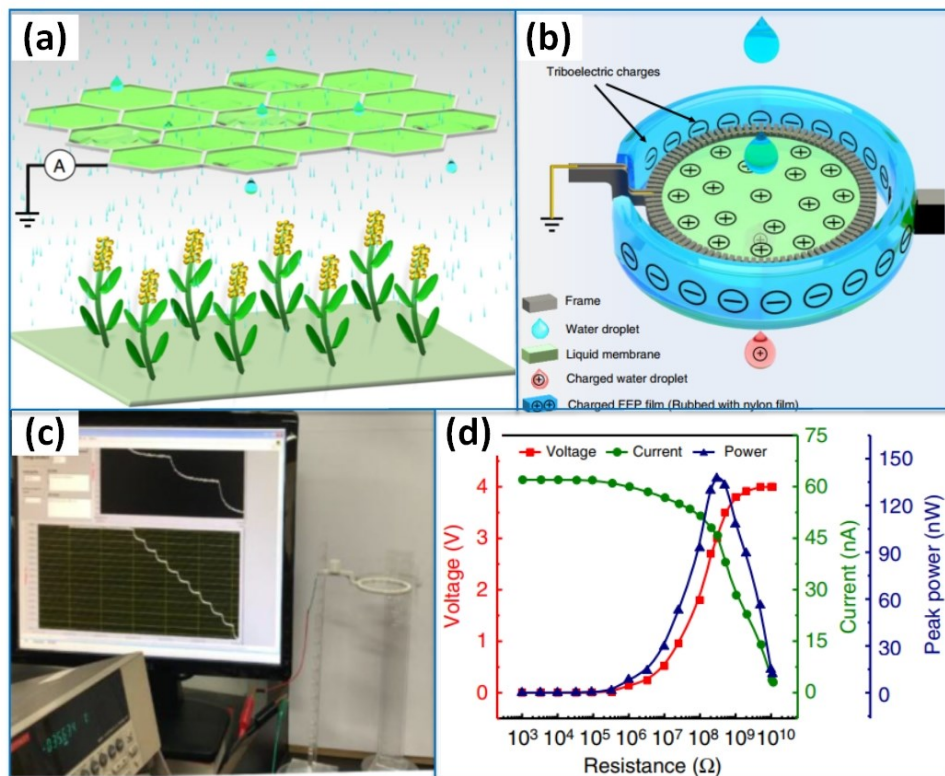 (a)
A
(b)
Triboelectric charges
Frame
Water droplet
Liquid membrane
Charged water droplet
Charged FEP film (Rubbed with nylon film)
(c)
(d)
Voltage Current Power
Voltage (V)
4
3
2
1
0
Current (nA)
75
60
45
30
15
0
Peak power (nW)
150
120
90
60
30
0
10³ 10⁴ 10⁵ 10⁶ 10⁷ 10⁸ 10⁹ 10¹⁰
Resistance (Ω)